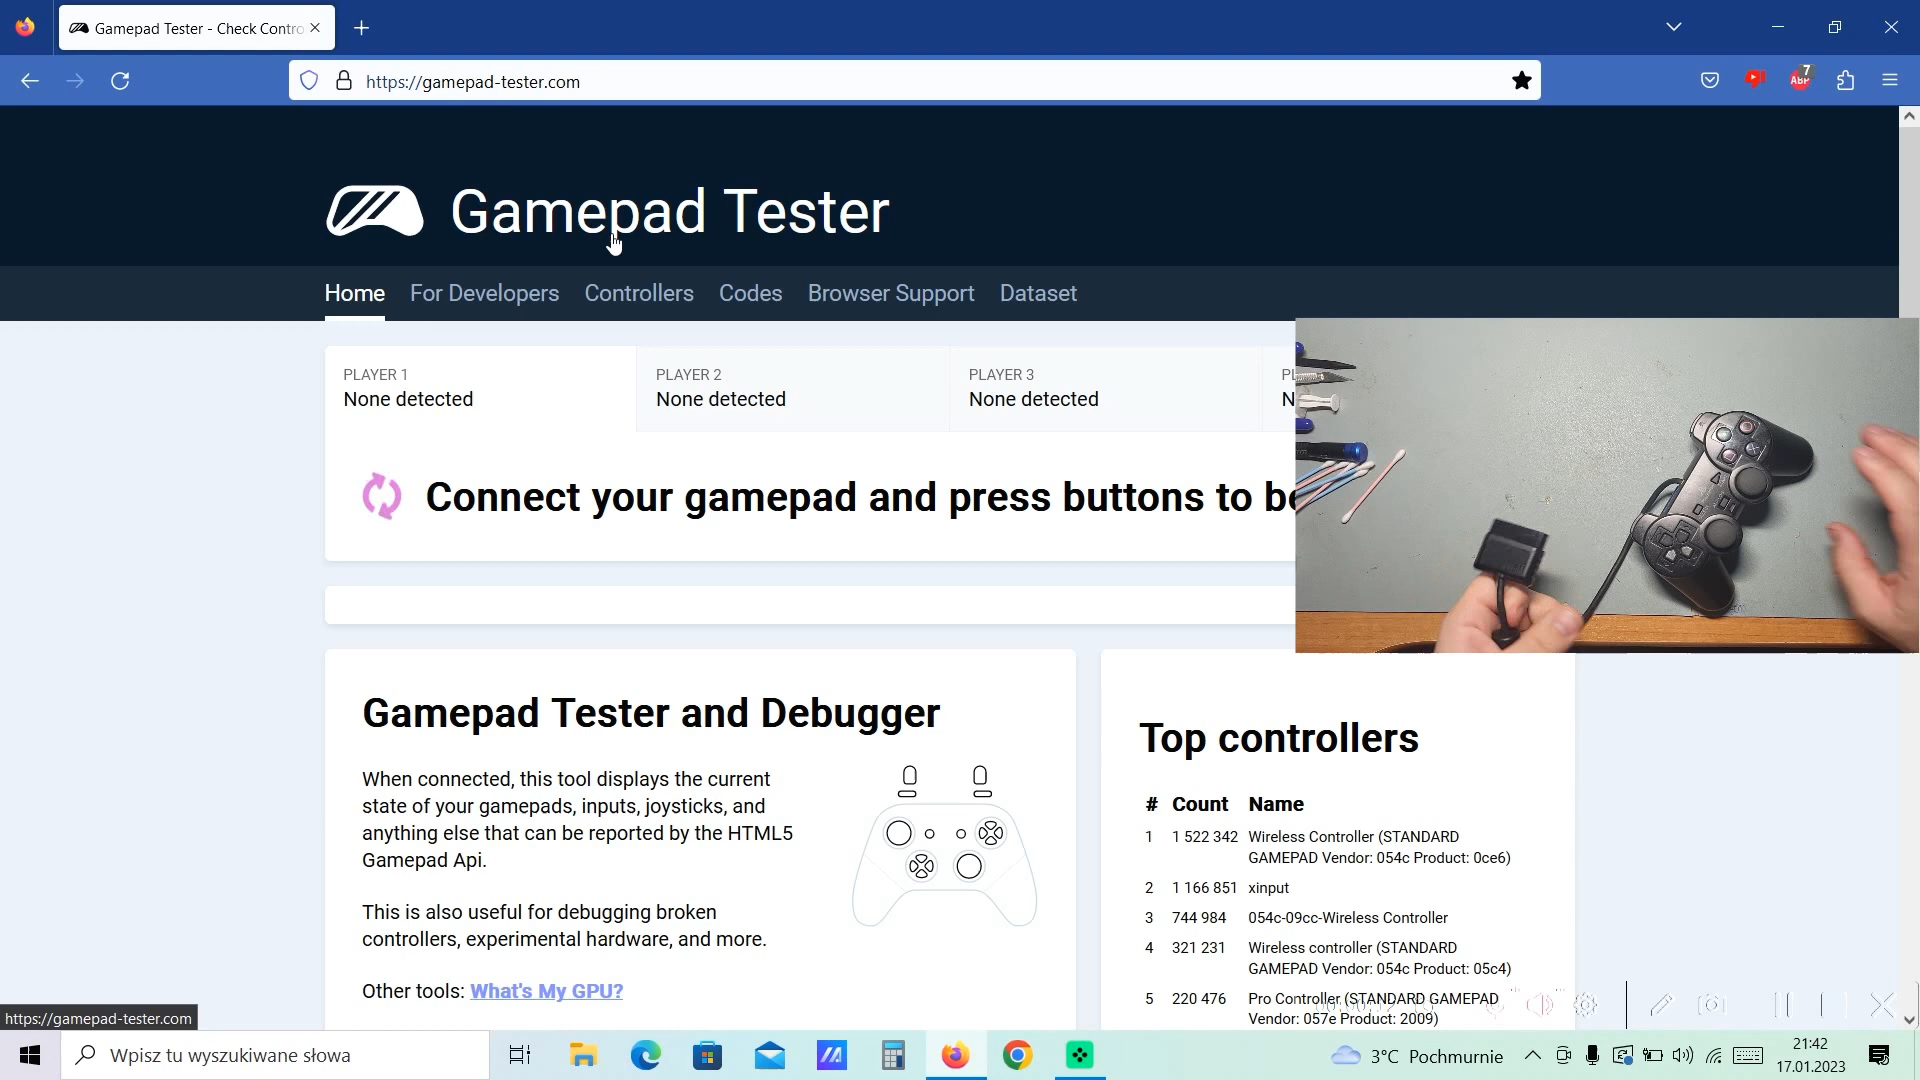 Gamepad Tester - Check Contro
https://gamepad-tester.com
ABP
7
Gamepad Tester
Home For Developers Controllers Codes Browser Support Dataset
PLAYER 1
None detected
PLAYER 2
None detected
PLAYER 3
None detected
PL
N
Connect your gamepad and press buttons to be
Gamepad Tester and Debugger
When connected, this tool displays the current
state of your gamepads, inputs, joysticks, and
anything else that can be reported by the HTML5
Gamepad Api.
This is also useful for debugging broken
controllers, experimental hardware, and more.
Other tools: What's My GPU?
Top controllers
# Count Name
1 1 522 342 Wireless Controller (STANDARD
GAMEPAD Vendor: 054c Product: 0ce6)
2 1 166 851 xinput
3 744 984 054c-09cc-Wireless Controller
4 321 231 Wireless controller (STANDARD
GAMEPAD Vendor: 054c Product: 05c4)
5 220 476 Pro Controller (STANDARD GAMEPAD
Vendor: 057e Product: 2009)
https://gamepad-tester.com
Wpisz tu wyszukiwane słowa
3°C Pochmurnie
21:42
17.01.2023